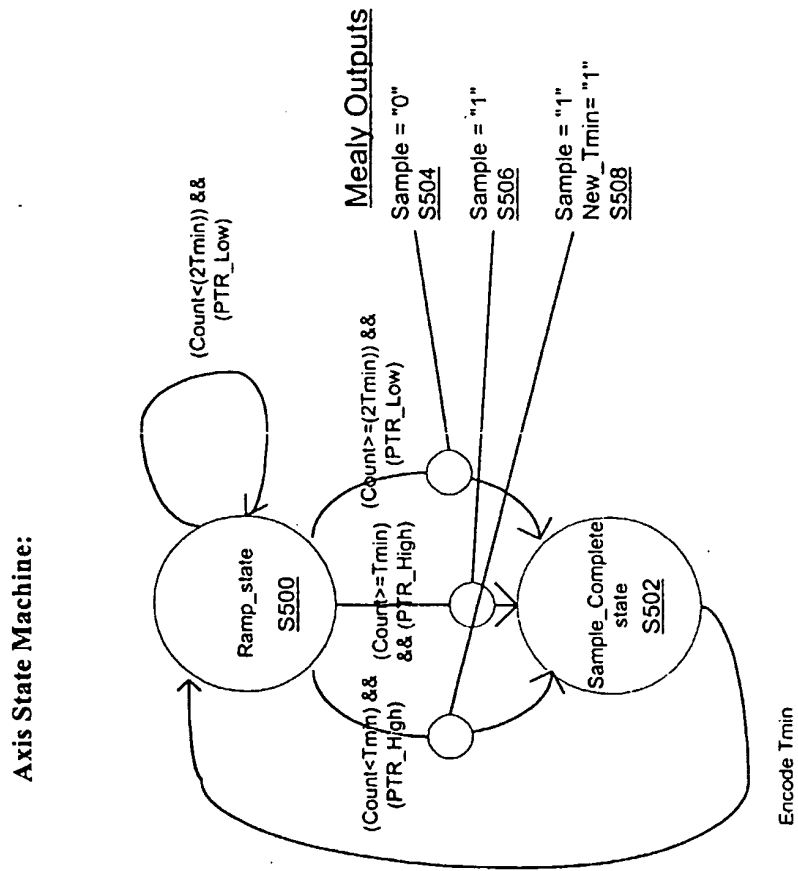 Axis State Machine:
(Count<(2Tmin)) &&
(PTR_Low)
Ramp_state
S500
(Count<Tmin) &&
(PTR_High)
(Count>=Tmin)
&& (PTR_High)
(Count>=(2Tmin)) &&
(PTR_Low)
Mealy Outputs
Sample = "0"
S504
Sample = "1"
S506
Sample = "1"
New_Tmin= "1"
S508
Sample_Complete
state
S502
Encode Tmin